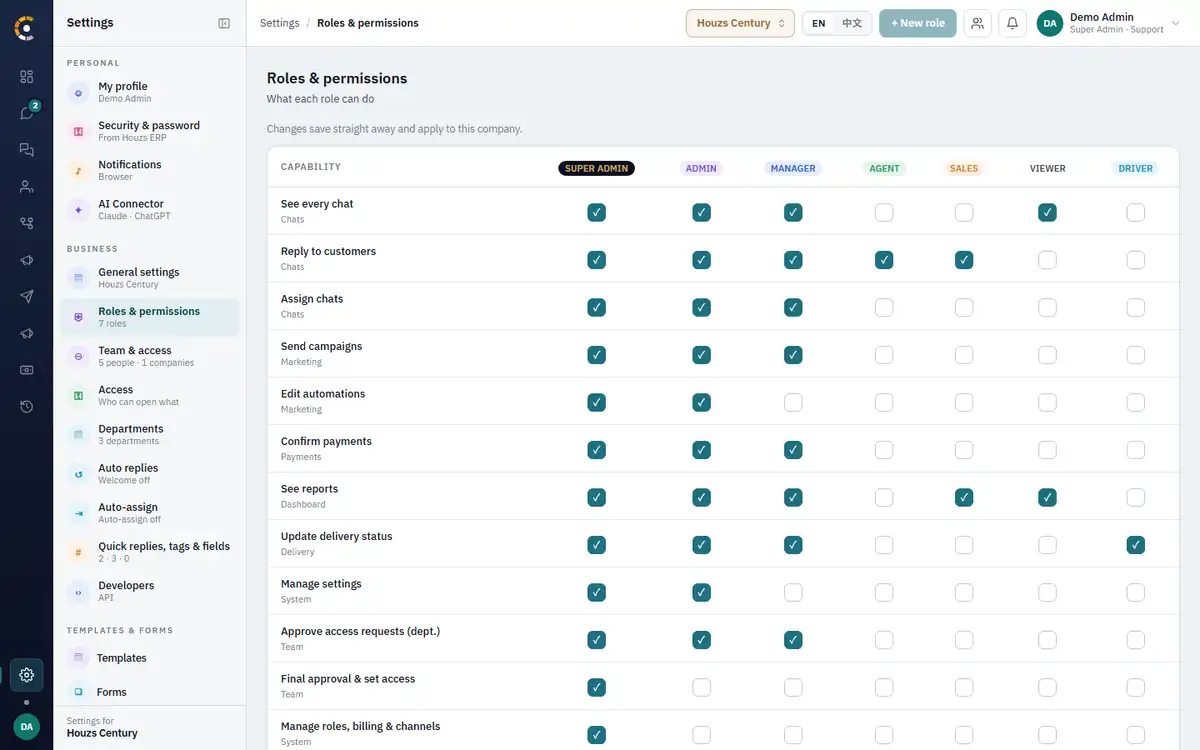 Settings
Settings / Roles & permissions
Houzs Century
EN 中文
+ New role
DA
Demo Admin
Super Admin · Support
2
PERSONAL
My profile
Demo Admin
Security & password
From Houzs ERP
Notifications
Browser
AI Connector
Claude · ChatGPT
BUSINESS
General settings
Houzs Century
Roles & permissions
7 roles
Team & access
5 people · 1 companies
Access
Who can open what
Departments
3 departments
Auto replies
Welcome off
Auto-assign
Auto-assign off
# Quick replies, tags & fields
2 · 3 · 0
Developers
API
TEMPLATES & FORMS
Templates
Forms
Settings for
Houzs Century
DA
Roles & permissions
What each role can do
Changes save straight away and apply to this company.
CAPABILITY SUPER ADMIN ADMIN MANAGER AGENT SALES VIEWER DRIVER
See every chat
Chats
Reply to customers
Chats
Assign chats
Chats
Send campaigns
Marketing
Edit automations
Marketing
Confirm payments
Payments
See reports
Dashboard
Update delivery status
Delivery
Manage settings
System
Approve access requests (dept.)
Team
Final approval & set access
Team
Manage roles, billing & channels
System